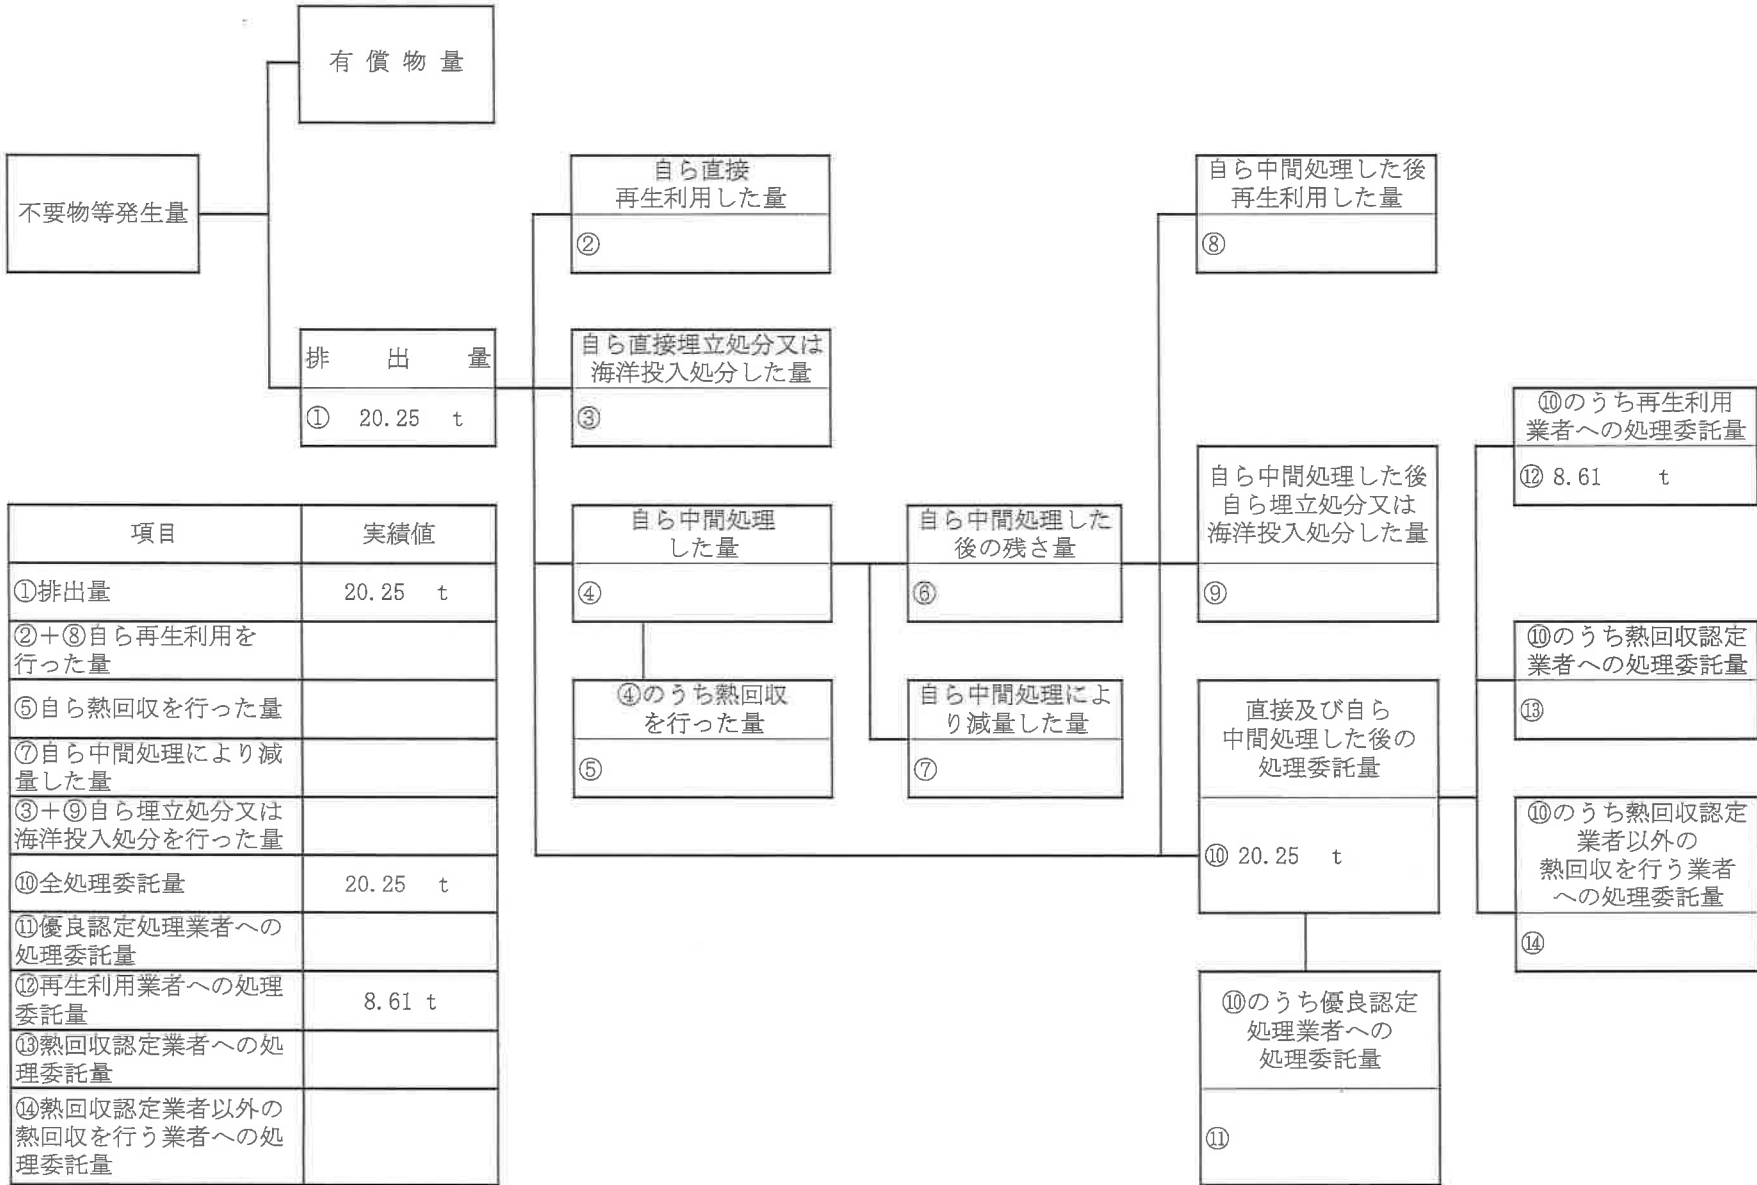 有償物量
不要物等発生量
排出量
① 20.25 t
自ら直接
再生利用した量
②
自ら直接埋立処分又は
海洋投入処分した量
③
自ら中間処理
した量
④
④のうち熱回収
を行った量
⑤
自ら中間処理した
後の残さ量
⑥
自ら中間処理によ
り減量した量
⑦
自ら中間処理した後
再生利用した量
⑧
自ら中間処理した後
自ら埋立処分又は
海洋投入処分した量
⑨
直接及び自ら
中間処理した後の
処理委託量
⑩ 20.25 t
⑩のうち優良認定
処理業者への
処理委託量
⑪
⑩のうち再生利用
業者への処理委託量
⑫ 8.61 t
⑩のうち熱回収認定
業者への処理委託量
⑬
⑩のうち熱回収認定
業者以外の
熱回収を行う業者
への処理委託量
⑭
項目 実績値
①排出量 20.25 t
②+⑧自ら再生利用を
行った量
⑤自ら熱回収を行った量
⑦自ら中間処理により減
量した量
③+⑨自ら埋立処分又は
海洋投入処分を行った量
⑩全処理委託量 20.25 t
⑪優良認定処理業者への
処理委託量
⑫再生利用業者への処理
委託量 8.61 t
⑬熱回収認定業者への処
理委託量
⑭熱回収認定業者以外の
熱回収を行う業者への処
理委託量